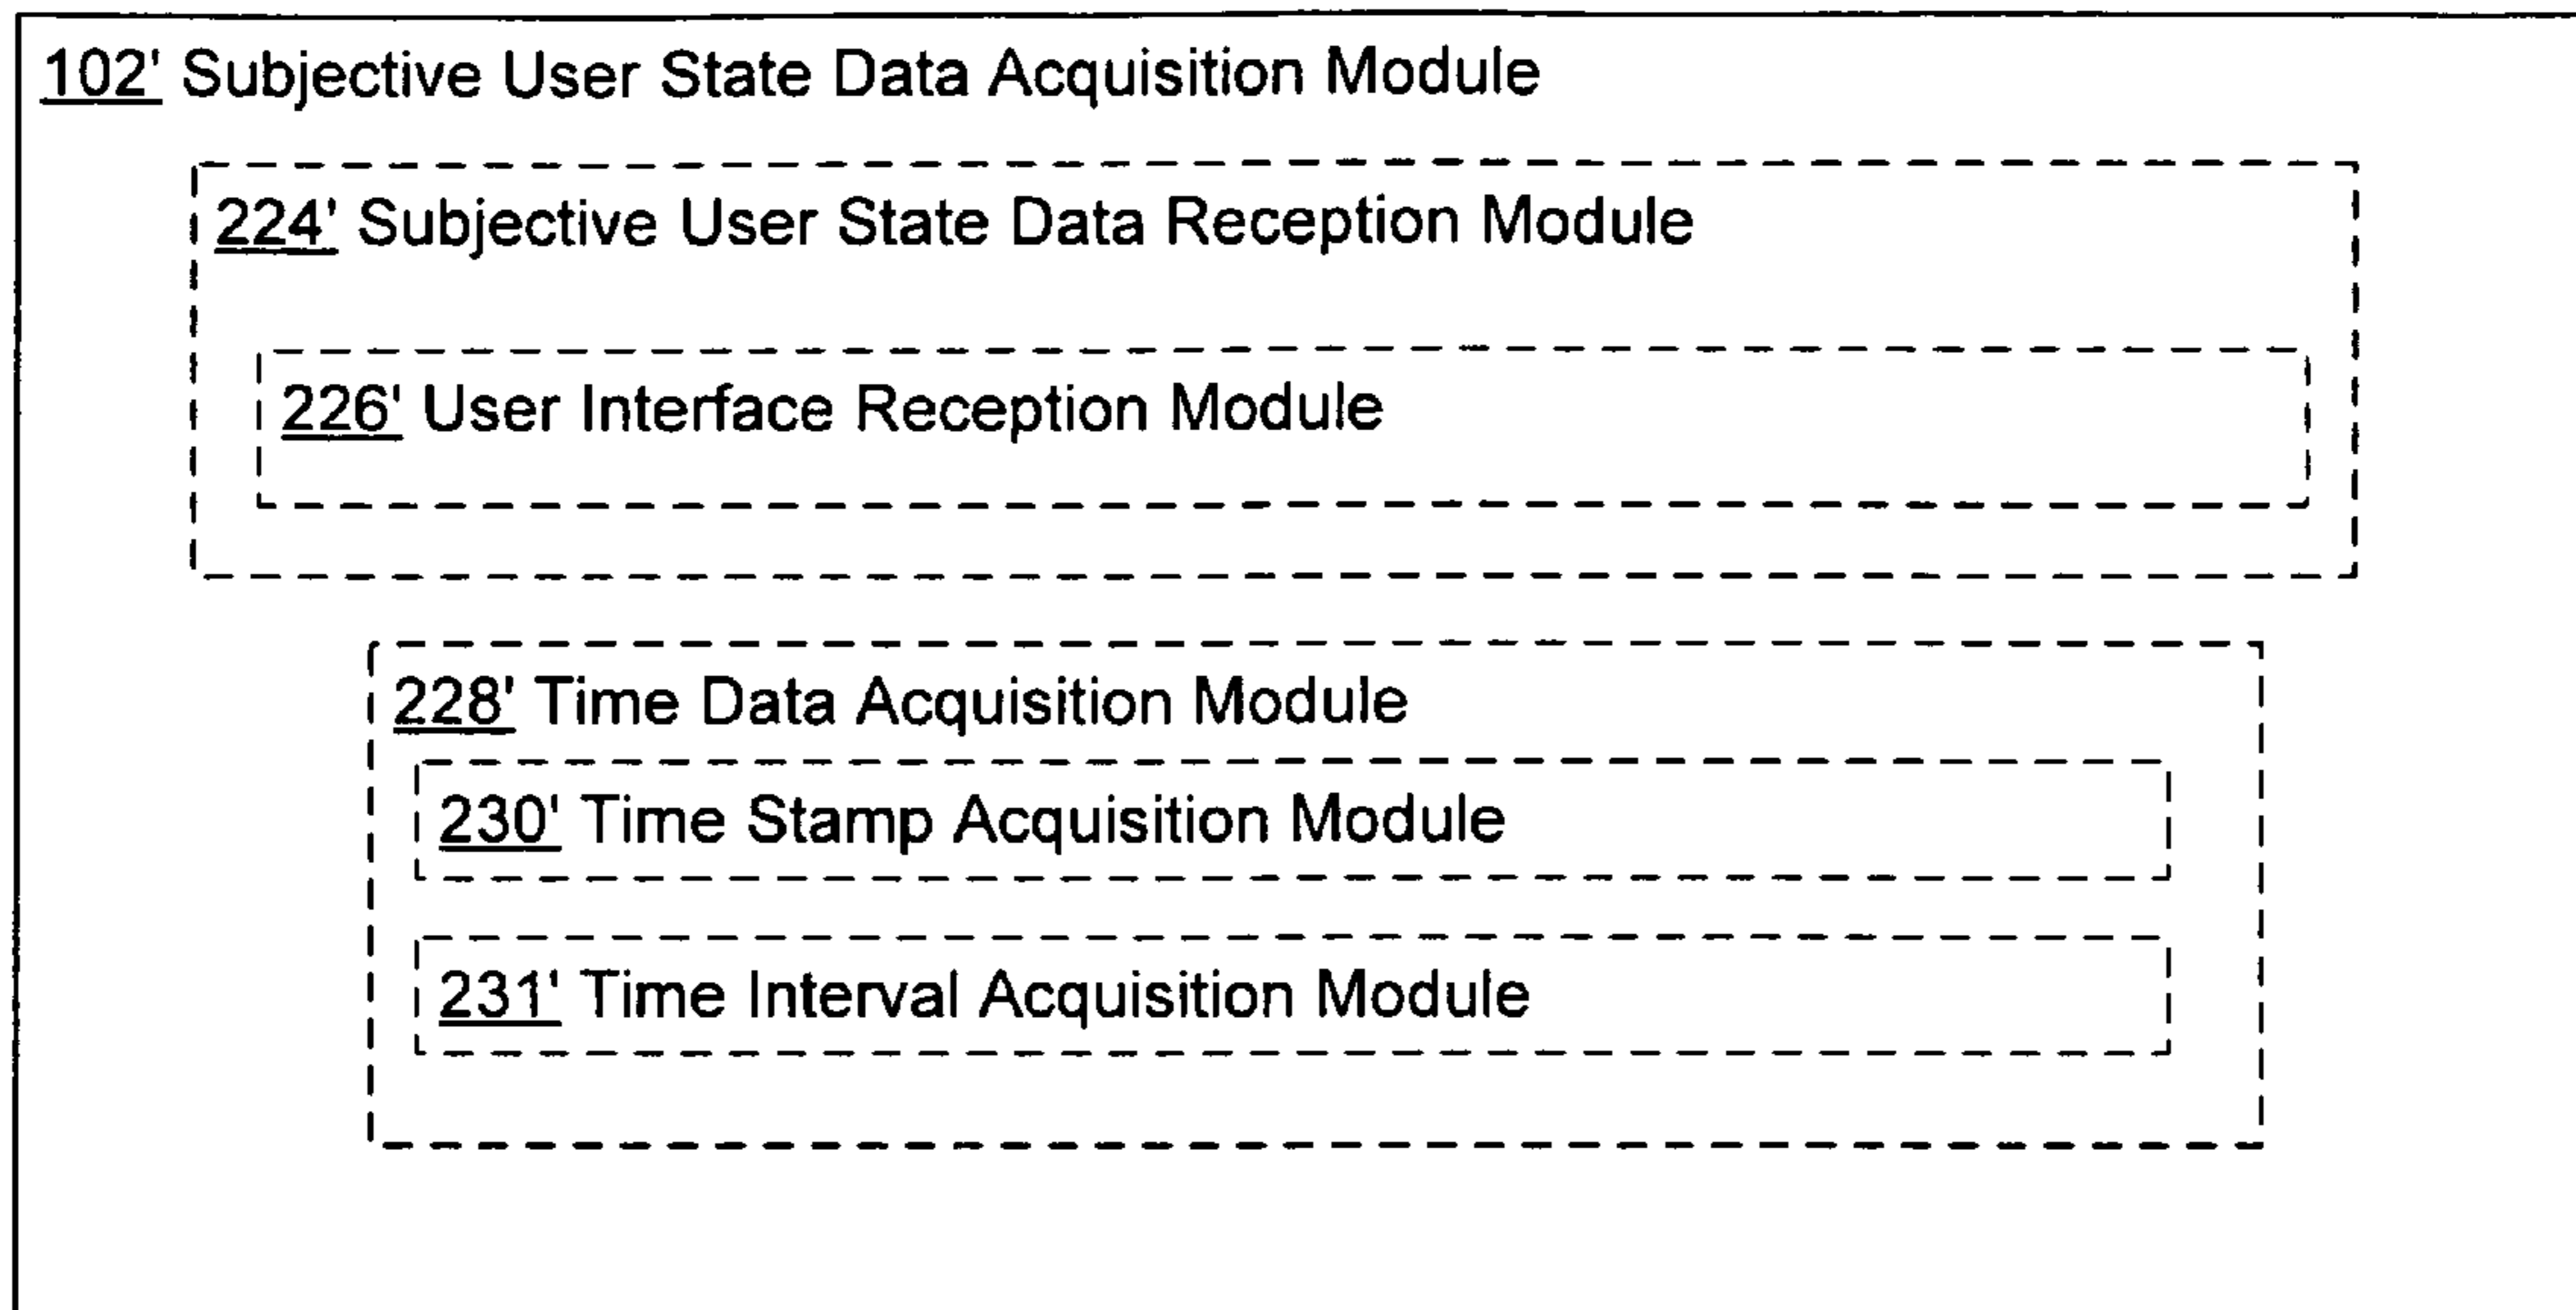 102' Subjective User State Data Acquisition Module
224' Subjective User State Data Reception Module
226' User Interface Reception Module
228' Time Data Acquisition Module
230' Time Stamp Acquisition Module
231' Time Interval Acquisition Module